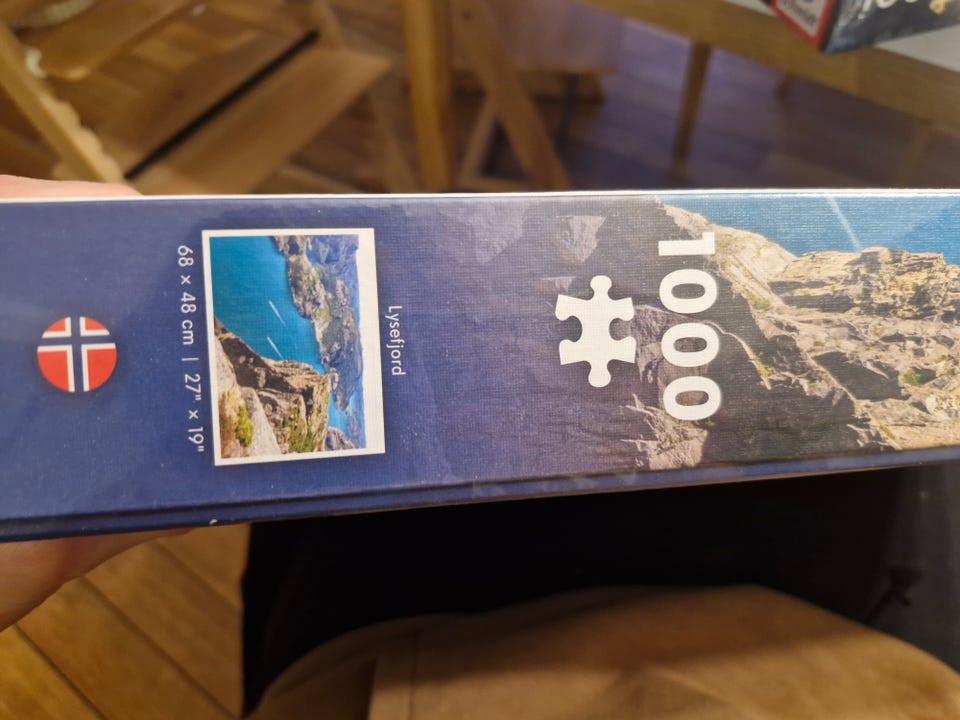 1000
Lysefjord
68 × 48 cm | 27" × 19"